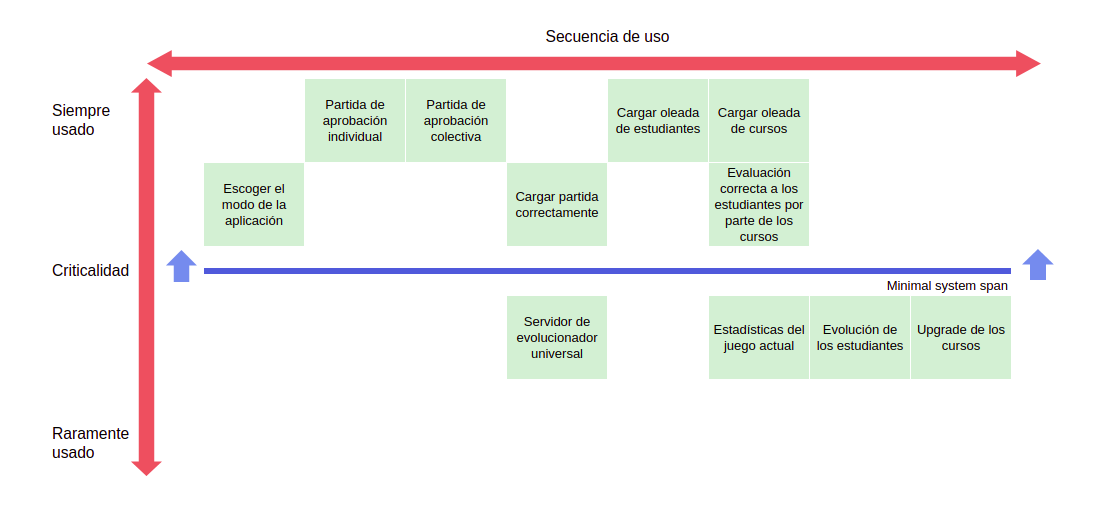 Secuencia de uso
Siempre
usado
Partida de
aprobación
individual
Partida de
aprobación
colectiva
Cargar oleada
de estudiantes
Cargar oleada
de cursos
Escoger el
modo de la
aplicación
Cargar partida
correctamente
Evaluación
correcta a los
estudiantes por
parte de los
cursos
Criticalidad
Minimal system span
Servidor de
evolucionador
universal
Estadísticas del
juego actual
Evolución de
los estudiantes
Upgrade de los
cursos
Raramente
usado